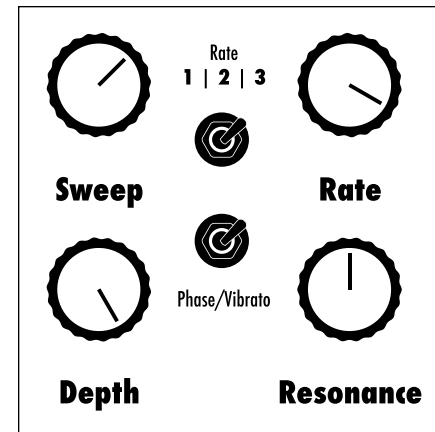 Rate
1 | 2 | 3
Sweep
Rate
Phase/Vibrato
Depth
Resonance